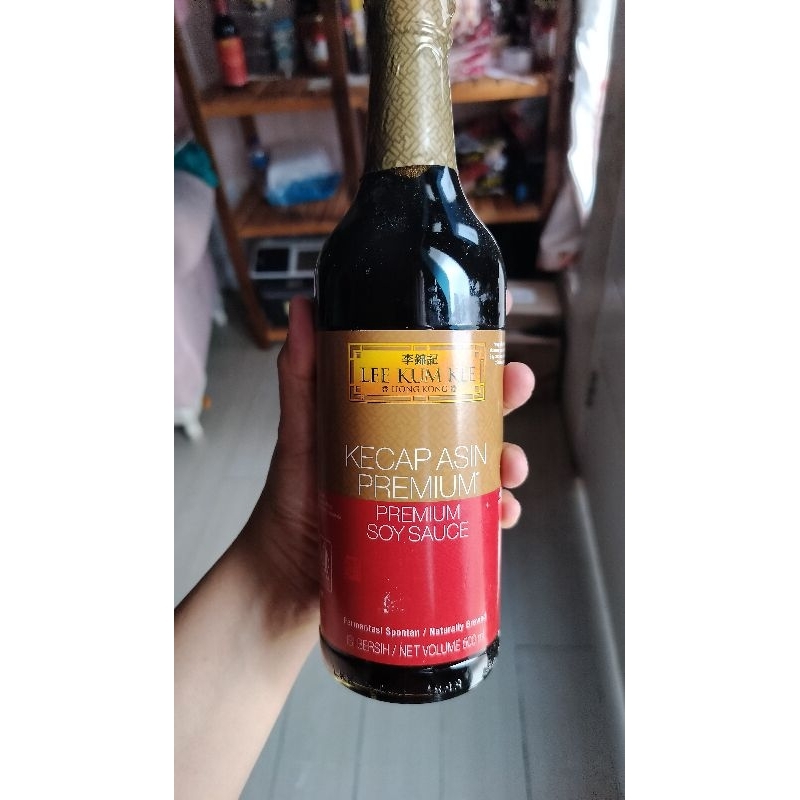 李錦記
LEE KUM KEE
HONG KONG
KECAP ASIN
PREMIUM
PREMIUM
SOY SAUCE
Fermentasi Spontan / Naturally Brewed
ISI BERSIH / NET VOLUME 500 ml